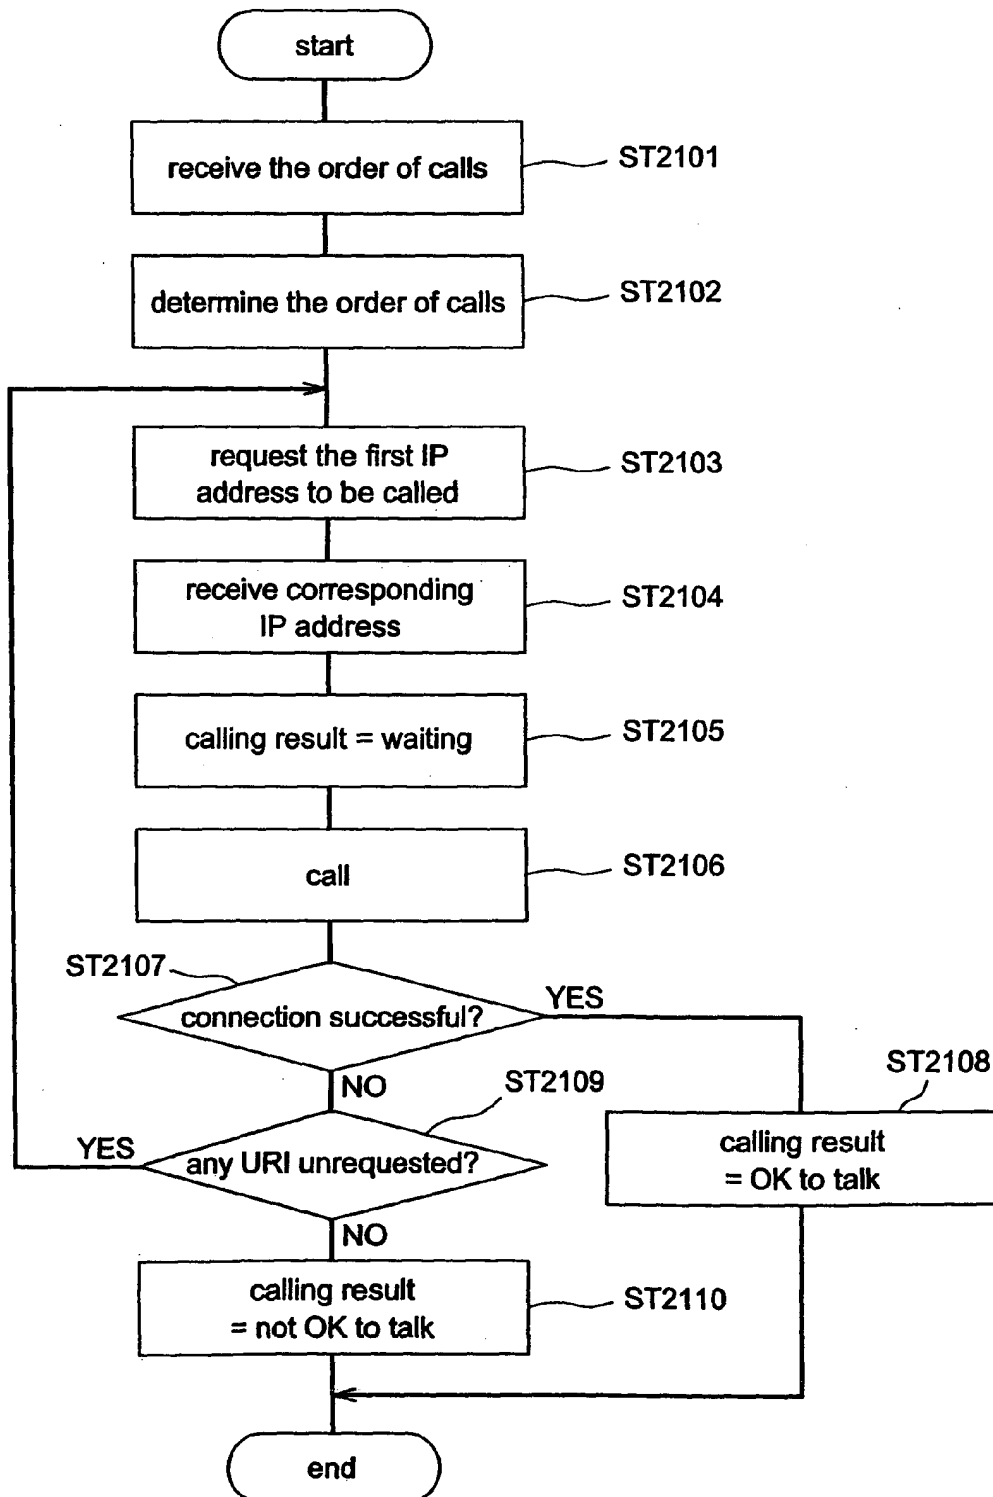 start
receive the order of calls
ST2101
determine the order of calls
ST2102
request the first IP
address to be called
ST2103
receive corresponding
IP address
ST2104
calling result = waiting
ST2105
call
ST2106
ST2107
connection successful?
YES
NO
ST2108
calling result
= OK to talk
ST2109
YES
any URI unrequested?
NO
calling result
= not OK to talk
ST2110
end